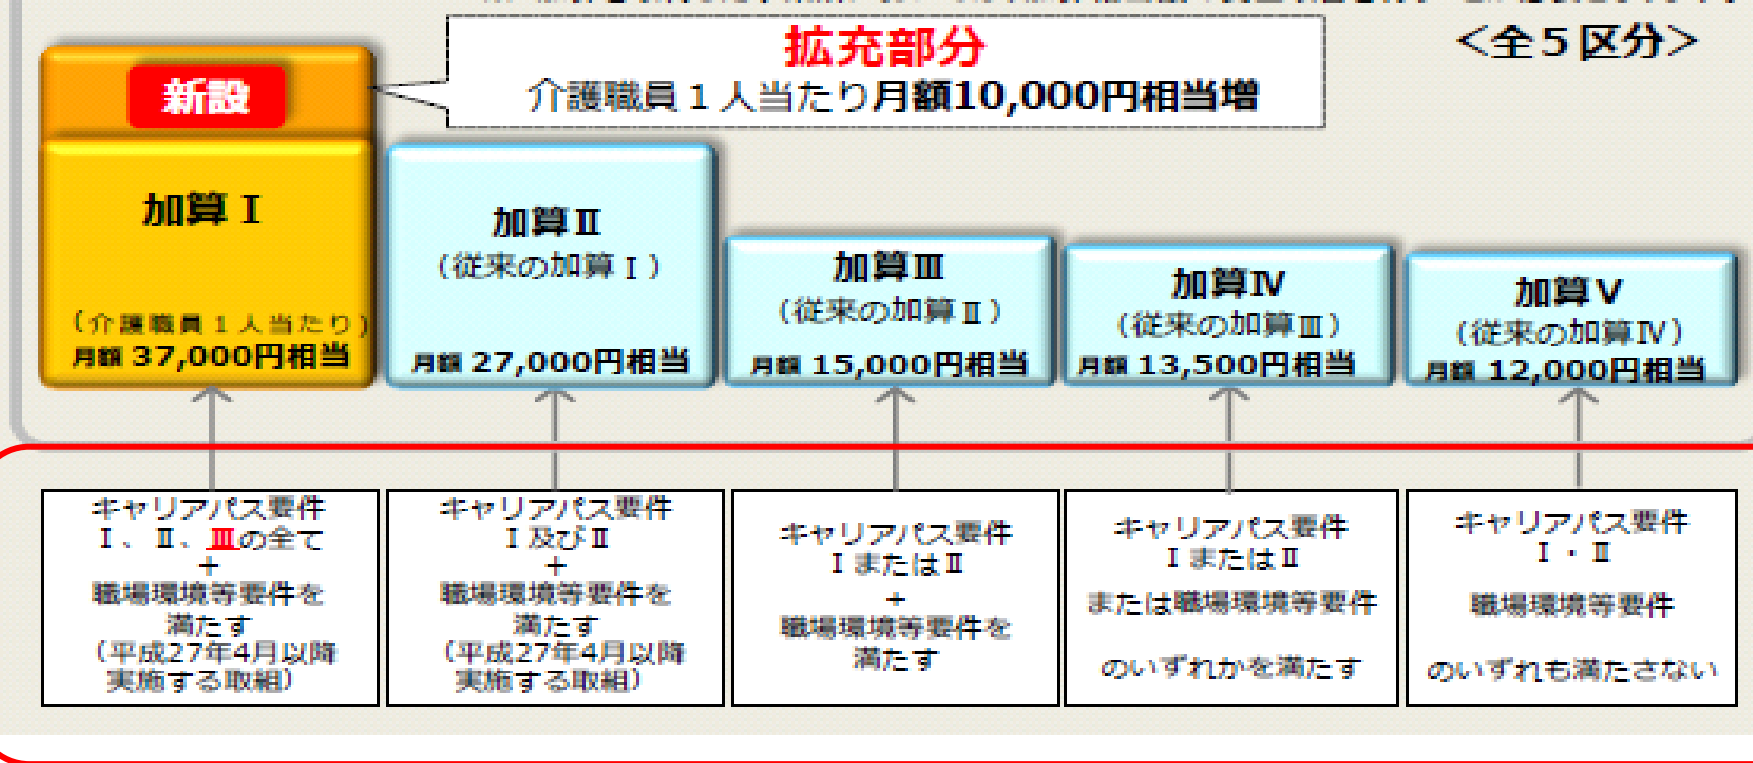 ＜全５区分＞
拡充部分
介護職員１人当たり月額10,000円相当増
新設
加算Ⅰ
（介護職員１人当たり）
月額 37,000円相当
加算Ⅱ
（従来の加算Ⅰ）
月額 27,000円相当
加算Ⅲ
（従来の加算Ⅱ）
月額 15,000円相当
加算Ⅳ
（従来の加算Ⅲ）
月額 13,500円相当
加算Ⅴ
（従来の加算Ⅳ）
月額 12,000円相当
キャリアパス要件
Ⅰ、Ⅱ、Ⅲの全て
＋
職場環境等要件を
満たす
（平成27年4月以降
実施する取組）
キャリアパス要件
Ⅰ及びⅡ
＋
職場環境等要件を
満たす
（平成27年4月以降
実施する取組）
キャリアパス要件
ⅠまたはⅡ
＋
職場環境等要件を
満たす
キャリアパス要件
ⅠまたはⅡ
または職場環境等要件
のいずれかを満たす
キャリアパス要件
Ⅰ・Ⅱ
職場環境等要件
のいずれも満たさない